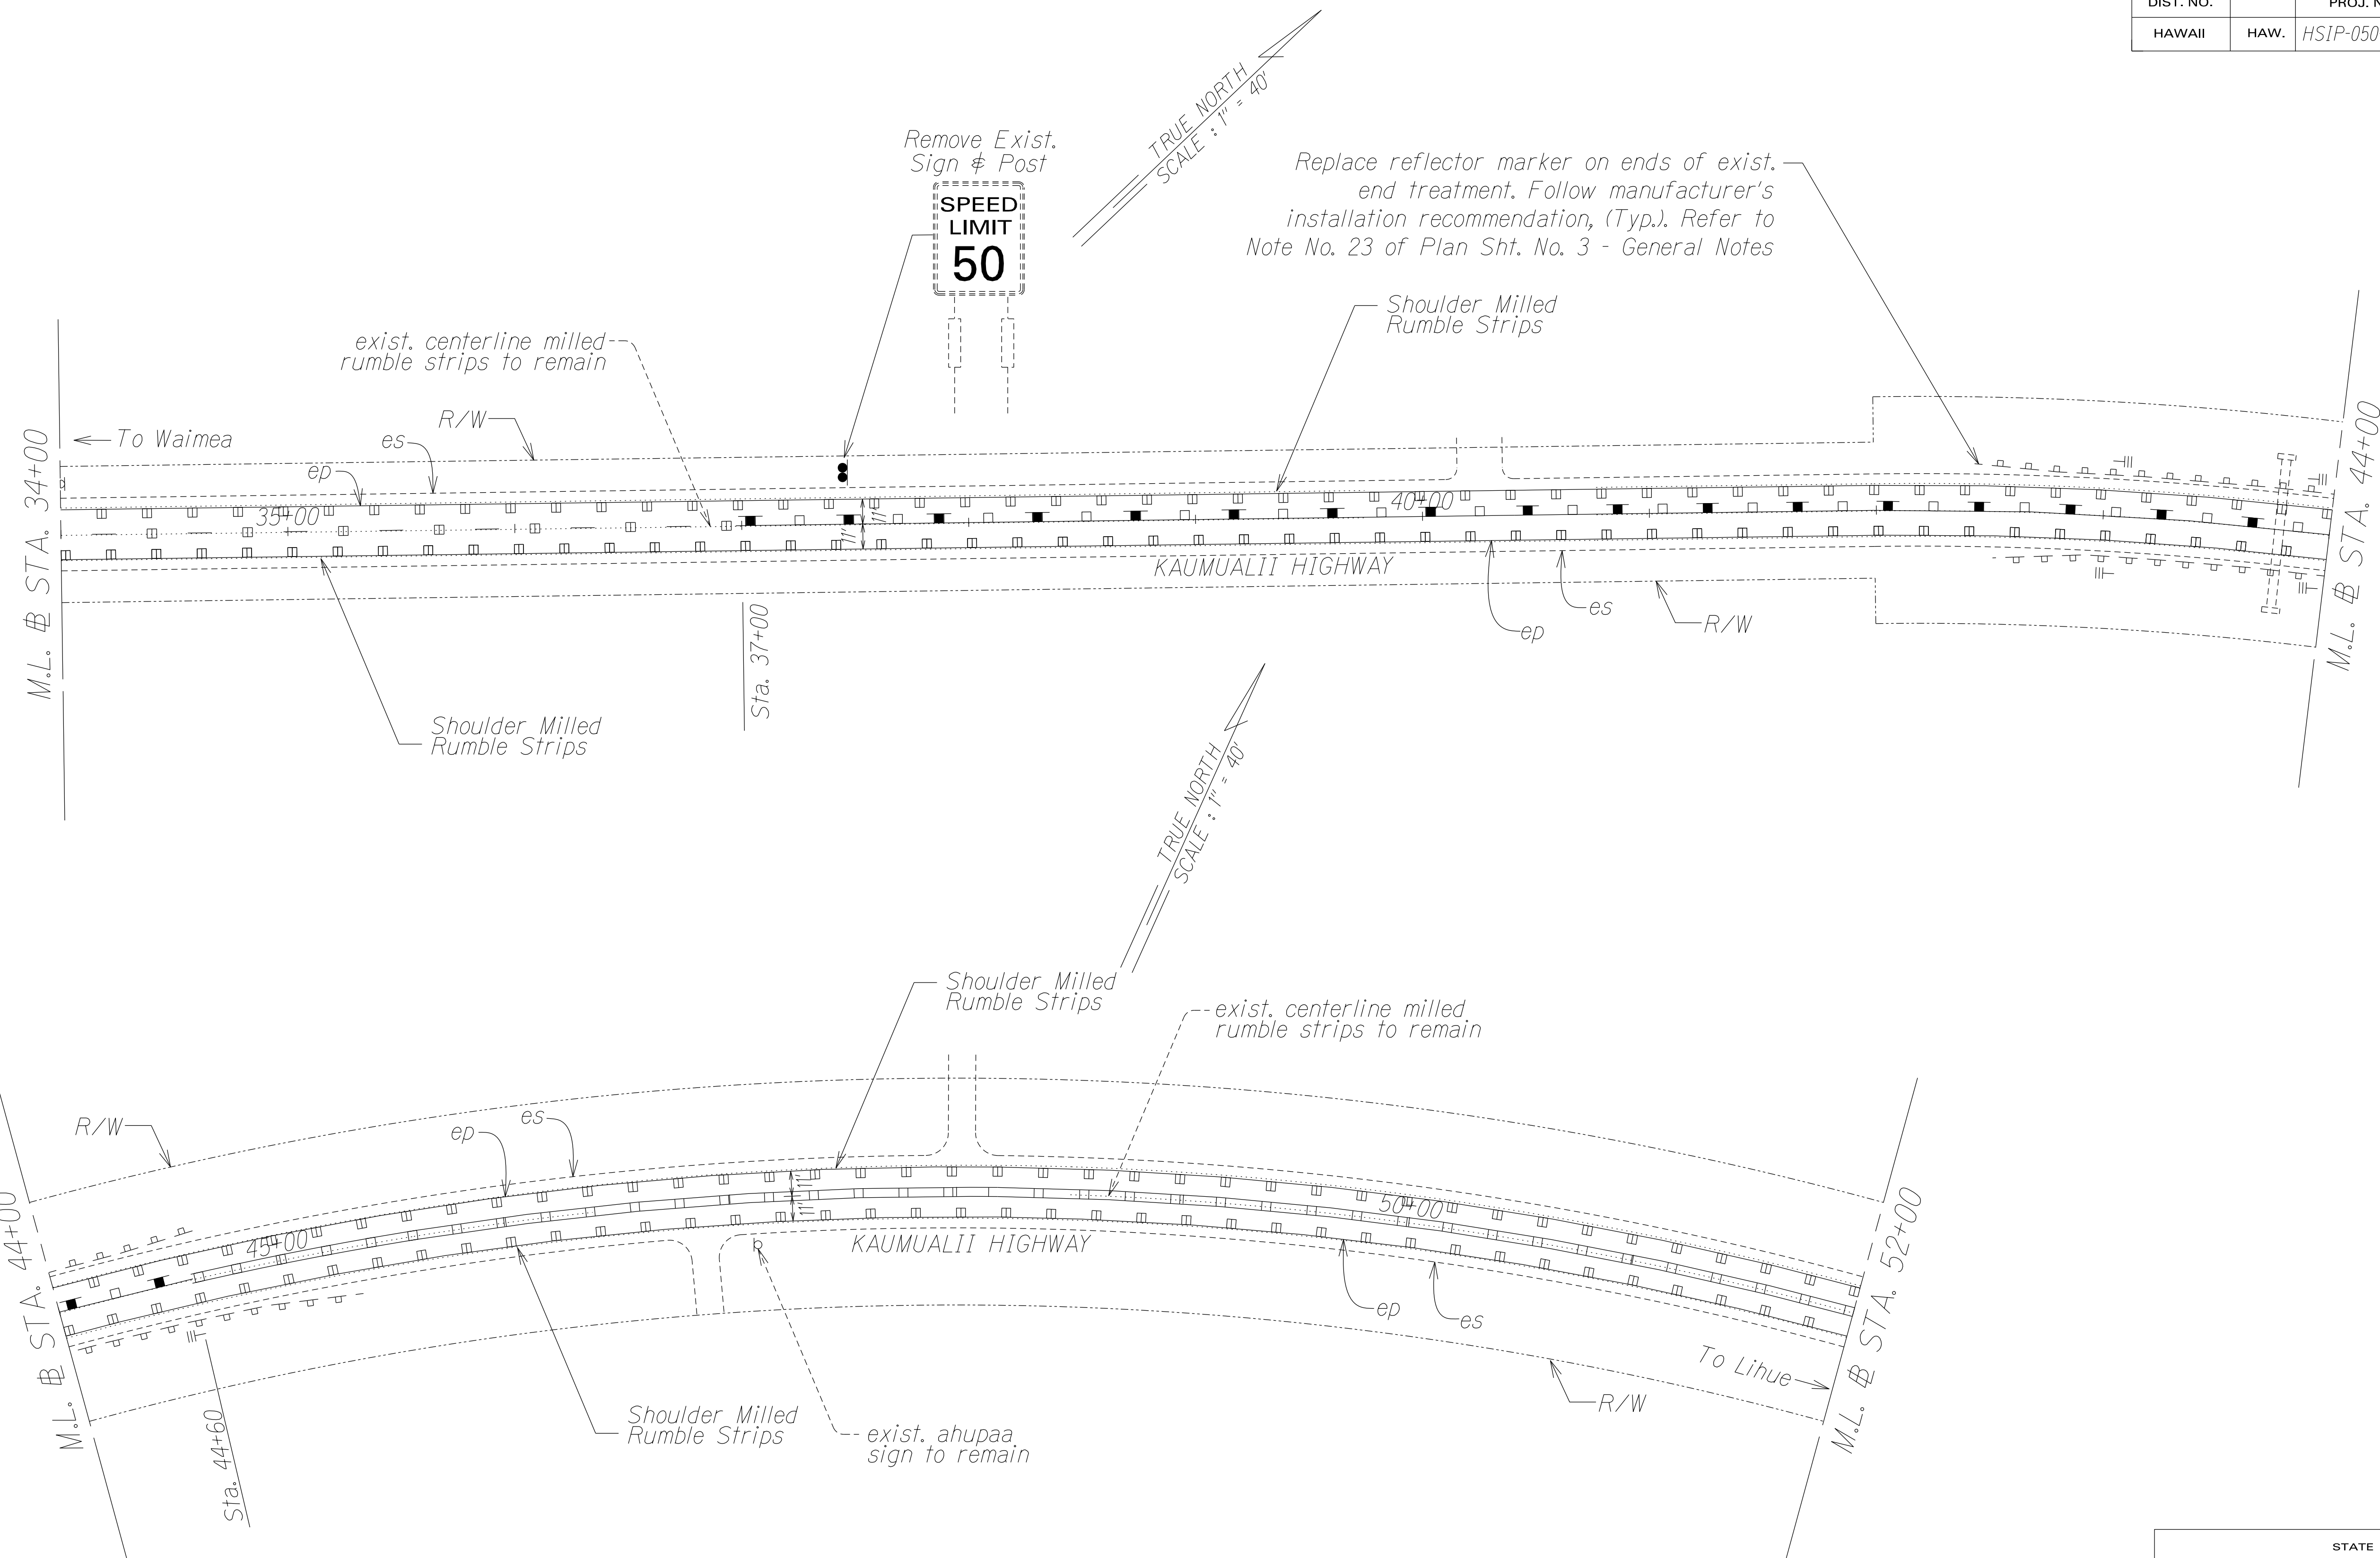 DIST. NO.
HAWAII HAW. HSIP-050
TRUE NORTH
SCALE : 1" = 40'
Remove Exist.
Sign & Post
SPEED
LIMIT
50
Replace reflector marker on ends of exist.
end treatment. Follow manufacturer's
installation recommendation, (Typ.). Refer to
Note No. 23 of Plan Sht. No. 3 - General Notes
Shoulder Milled
Rumble Strips
exist. centerline milled
rumble strips to remain
R/W
To Waimea
es
ep
M.L. B STA. 34+00
35+00
11'
11'
40+00
M.L. B STA. 44+00
KAUMUALII HIGHWAY
es
ep
R/W
Sta. 37+00
Shoulder Milled
Rumble Strips
TRUE NORTH
SCALE : 1" = 40'
Shoulder Milled
Rumble Strips
exist. centerline milled
rumble strips to remain
R/W
ep
es
11'
11'
M.L. B STA. 44+00
45+00
50+00
KAUMUALII HIGHWAY
M.L. B STA. 52+00
ep
es
To Lihue
R/W
Sta. 44+60
Shoulder Milled
Rumble Strips
exist. ahupaa
sign to remain
STATE